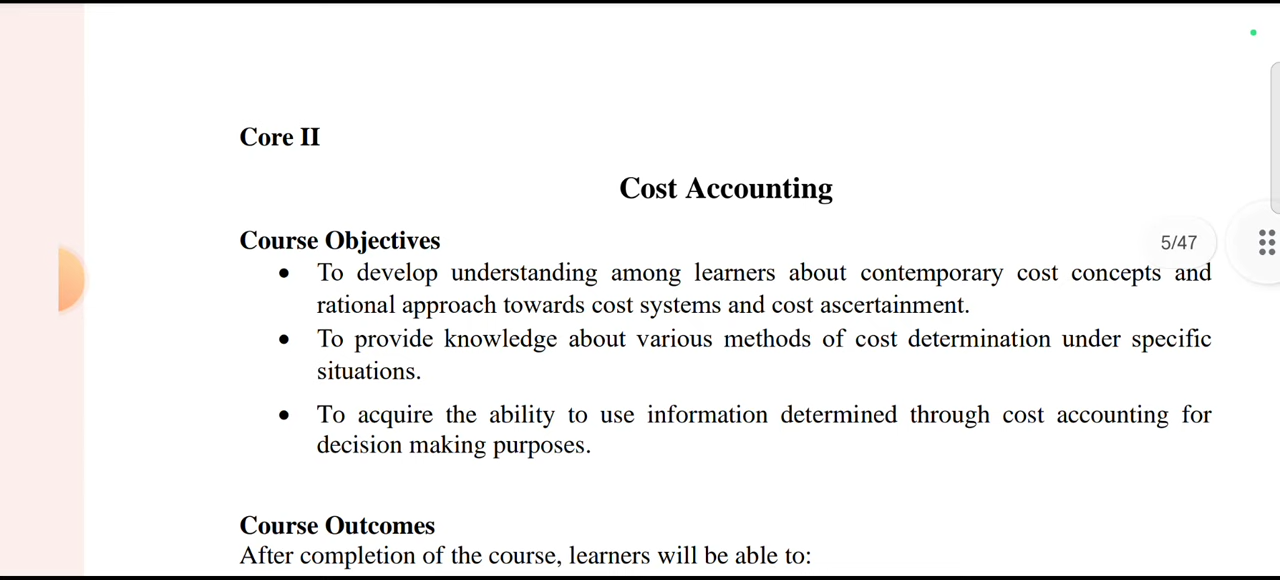 Core II
Cost Accounting
Course Objectives
• To develop understanding among learners about contemporary cost concepts and
rational approach towards cost systems and cost ascertainment.
• To provide knowledge about various methods of cost determination under specific
situations.
• To acquire the ability to use information determined through cost accounting for
decision making purposes.
Course Outcomes
After completion of the course, learners will be able to:
5/47